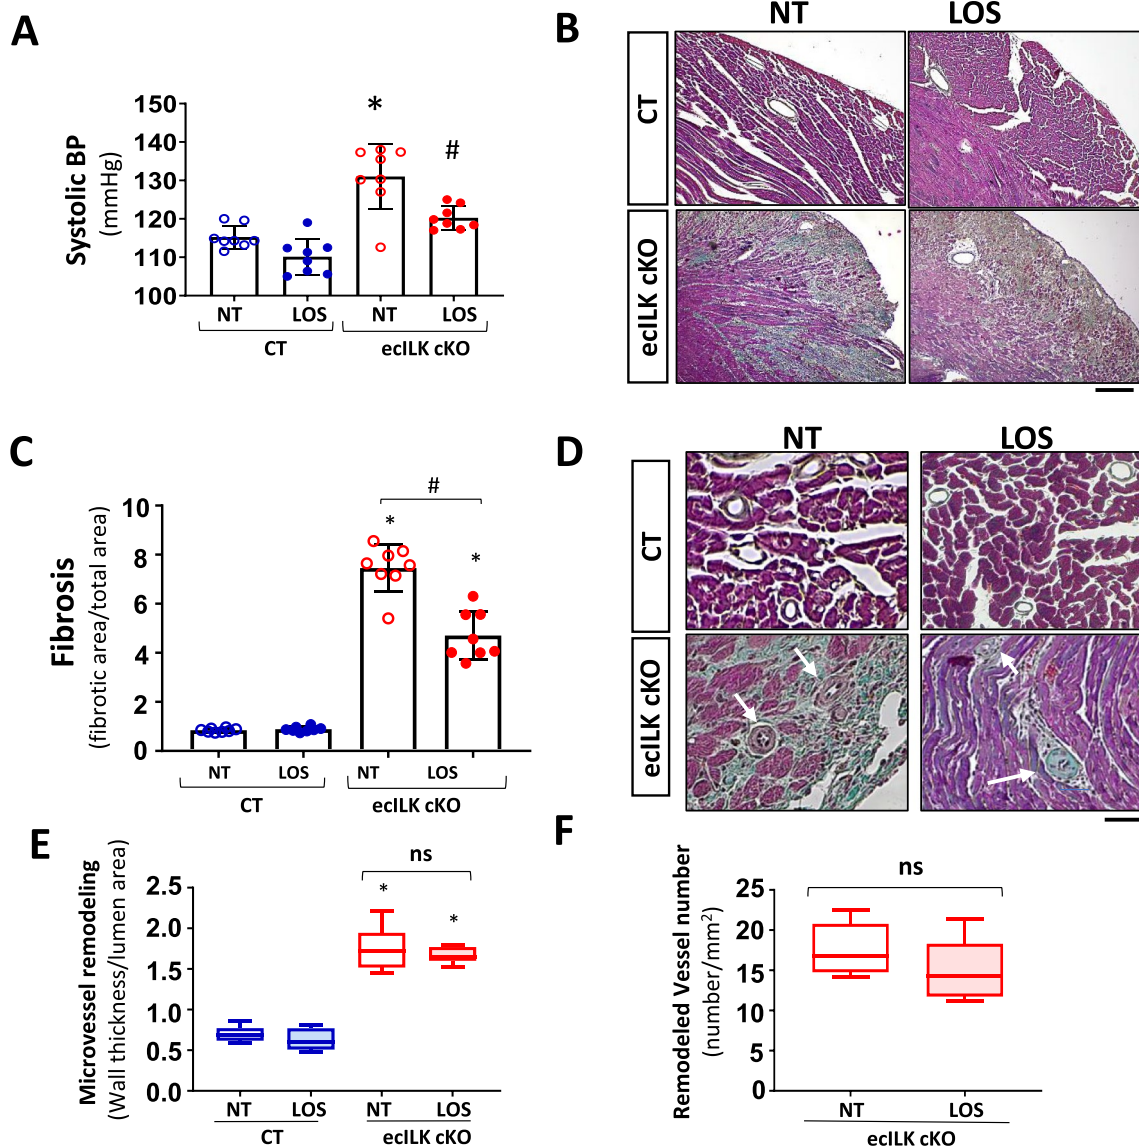 A
Systolic BP
(mmHg)
150
140
130
120
110
100
*
#
NT
LOS
NT
LOS
CT
ecILK cKO
B
NT
LOS
CT
ecILK cKO
C
Fibrosis
(fibrotic area/total area)
10
8
6
4
2
0
#
*
*
NT
LOS
NT
LOS
CT
ecILK cKO
D
NT
LOS
CT
ecILK cKO
E
Microvessel remodeling
(Wall thickness/lumen area)
2.5
2.0
1.5
1.0
0.5
0.0
ns
*
*
NT
LOS
NT
LOS
CT
ecILK cKO
F
Remodeled Vessel number
(number/mm²)
25
20
15
10
5
0
ns
NT
LOS
ecILK cKO